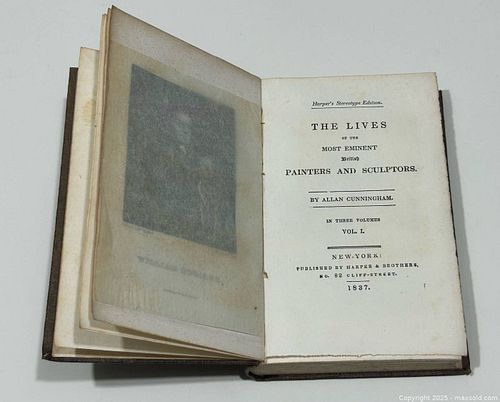 Harper's Stereotype Edition.
THE LIVES
OF THE
MOST EMINENT
British
PAINTERS AND SCULPTORS.
BY ALLAN CUNNINGHAM.
IN THREE VOLUMES
VOL. I.
NEW-YORK:
PUBLISHED BY HARPER & BROTHERS,
NO. 82 CLIFF-STREET.
1837.
Copyright 2025 - maxsold.com